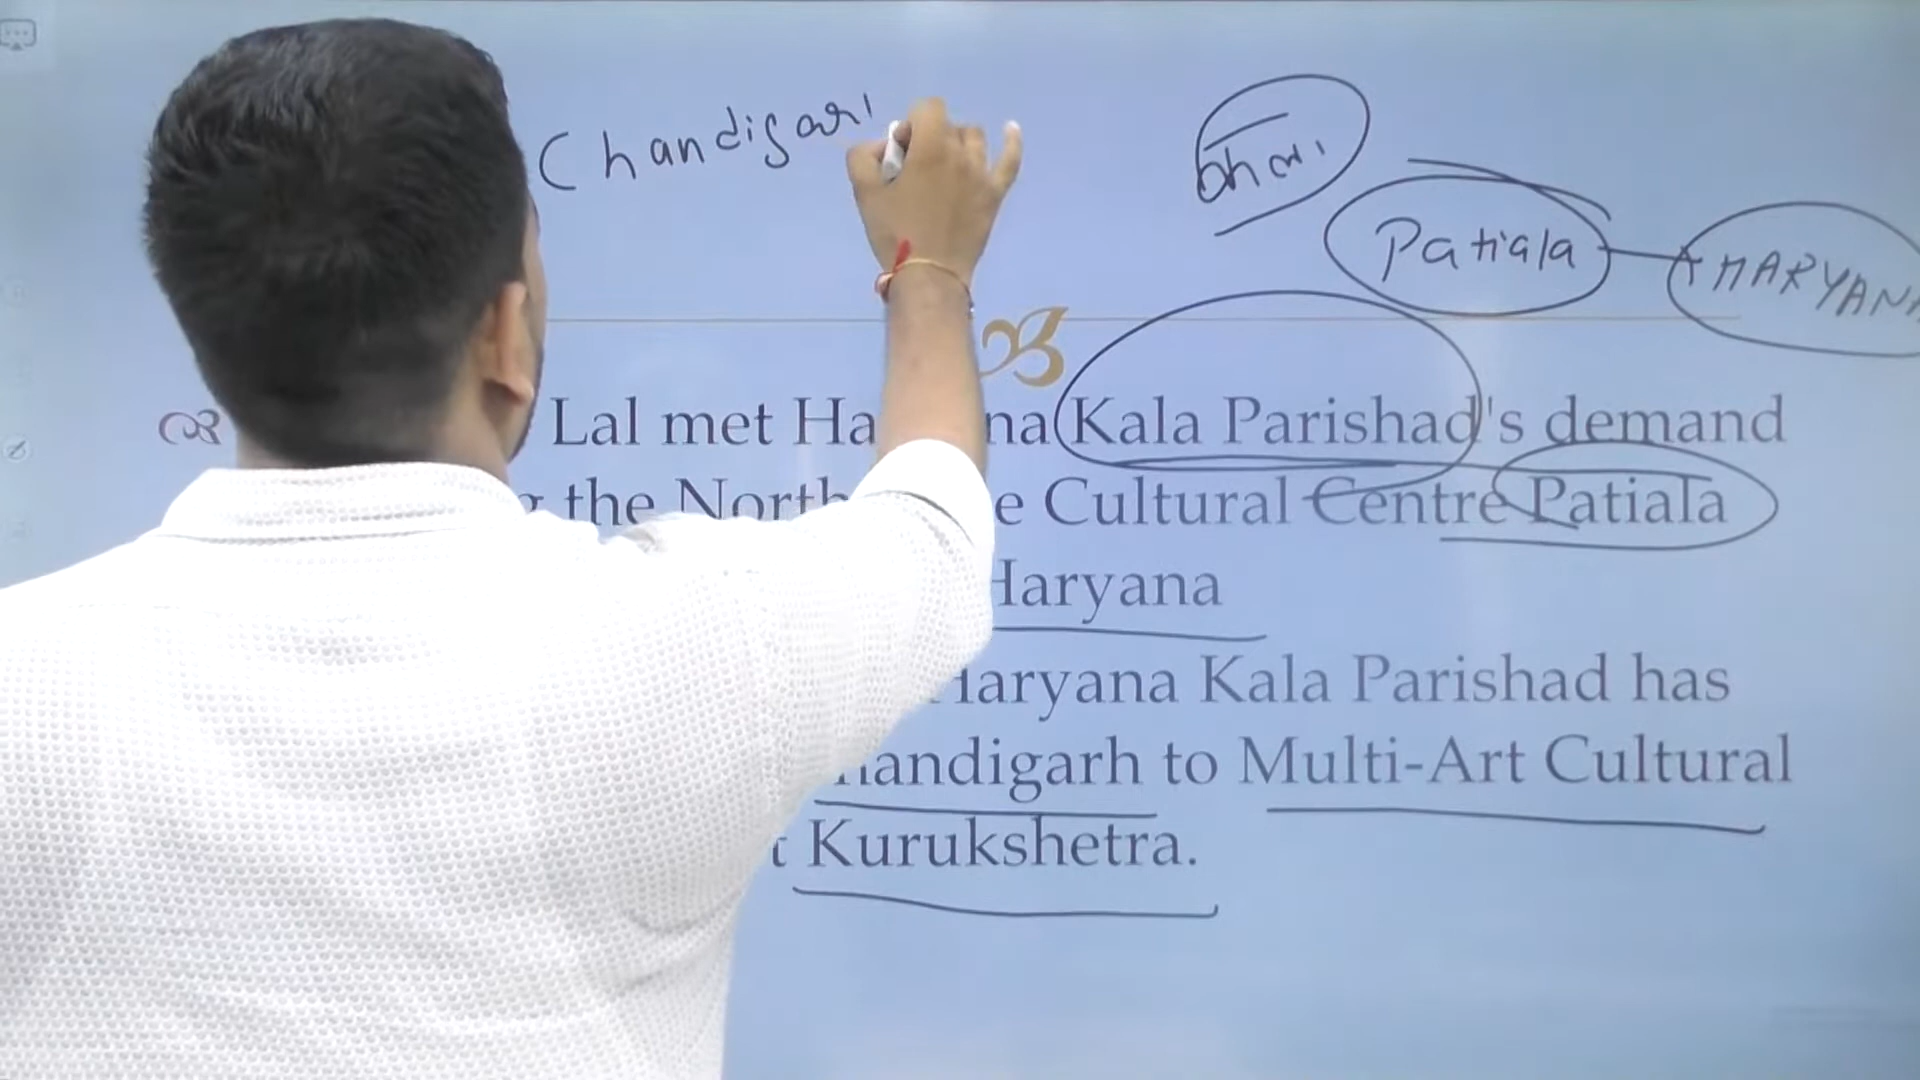 Chandigar
Patiala HARYANA
Lal met Ha na Kala Parishad's demand
the North e Cultural Centre Patiala
Haryana
Haryana Kala Parishad has
handigarh to Multi-Art Cultural
t Kurukshetra.